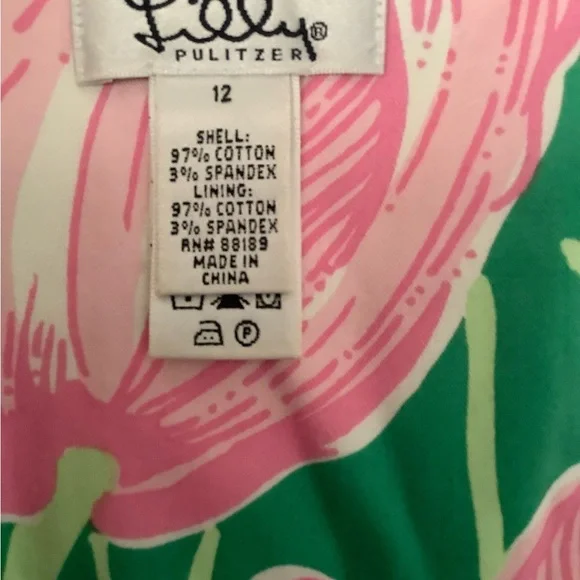 Lilly®
PULITZER
12
SHELL:
97% COTTON
3% SPANDEX
LINING:
97% COTTON
3% SPANDEX
RN# 88189
MADE IN
CHINA
P